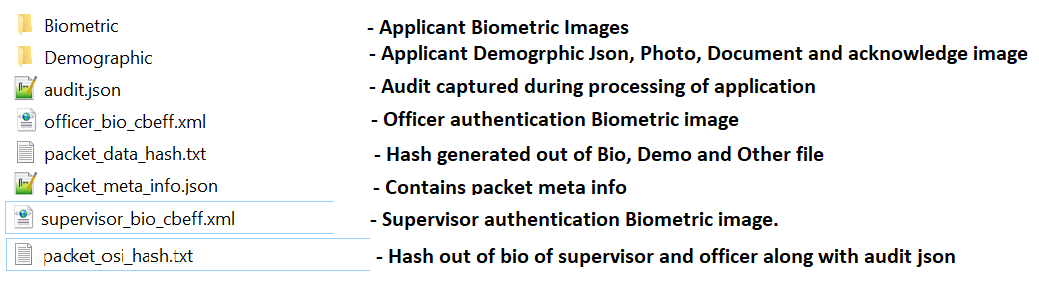 Biometric - Applicant Biometric Images
Demographic - Applicant Demogrphic Json, Photo, Document and acknowledge image
audit.json - Audit captured during processing of application
officer_bio_cbeff.xml - Officer authentication Biometric image
packet_data_hash.txt - Hash generated out of Bio, Demo and Other file
packet_meta_info.json - Contains packet meta info
supervisor_bio_cbeff.xml - Supervisor authentication Biometric image.
packet_osi_hash.txt - Hash out of bio of supervisor and officer along with audit json